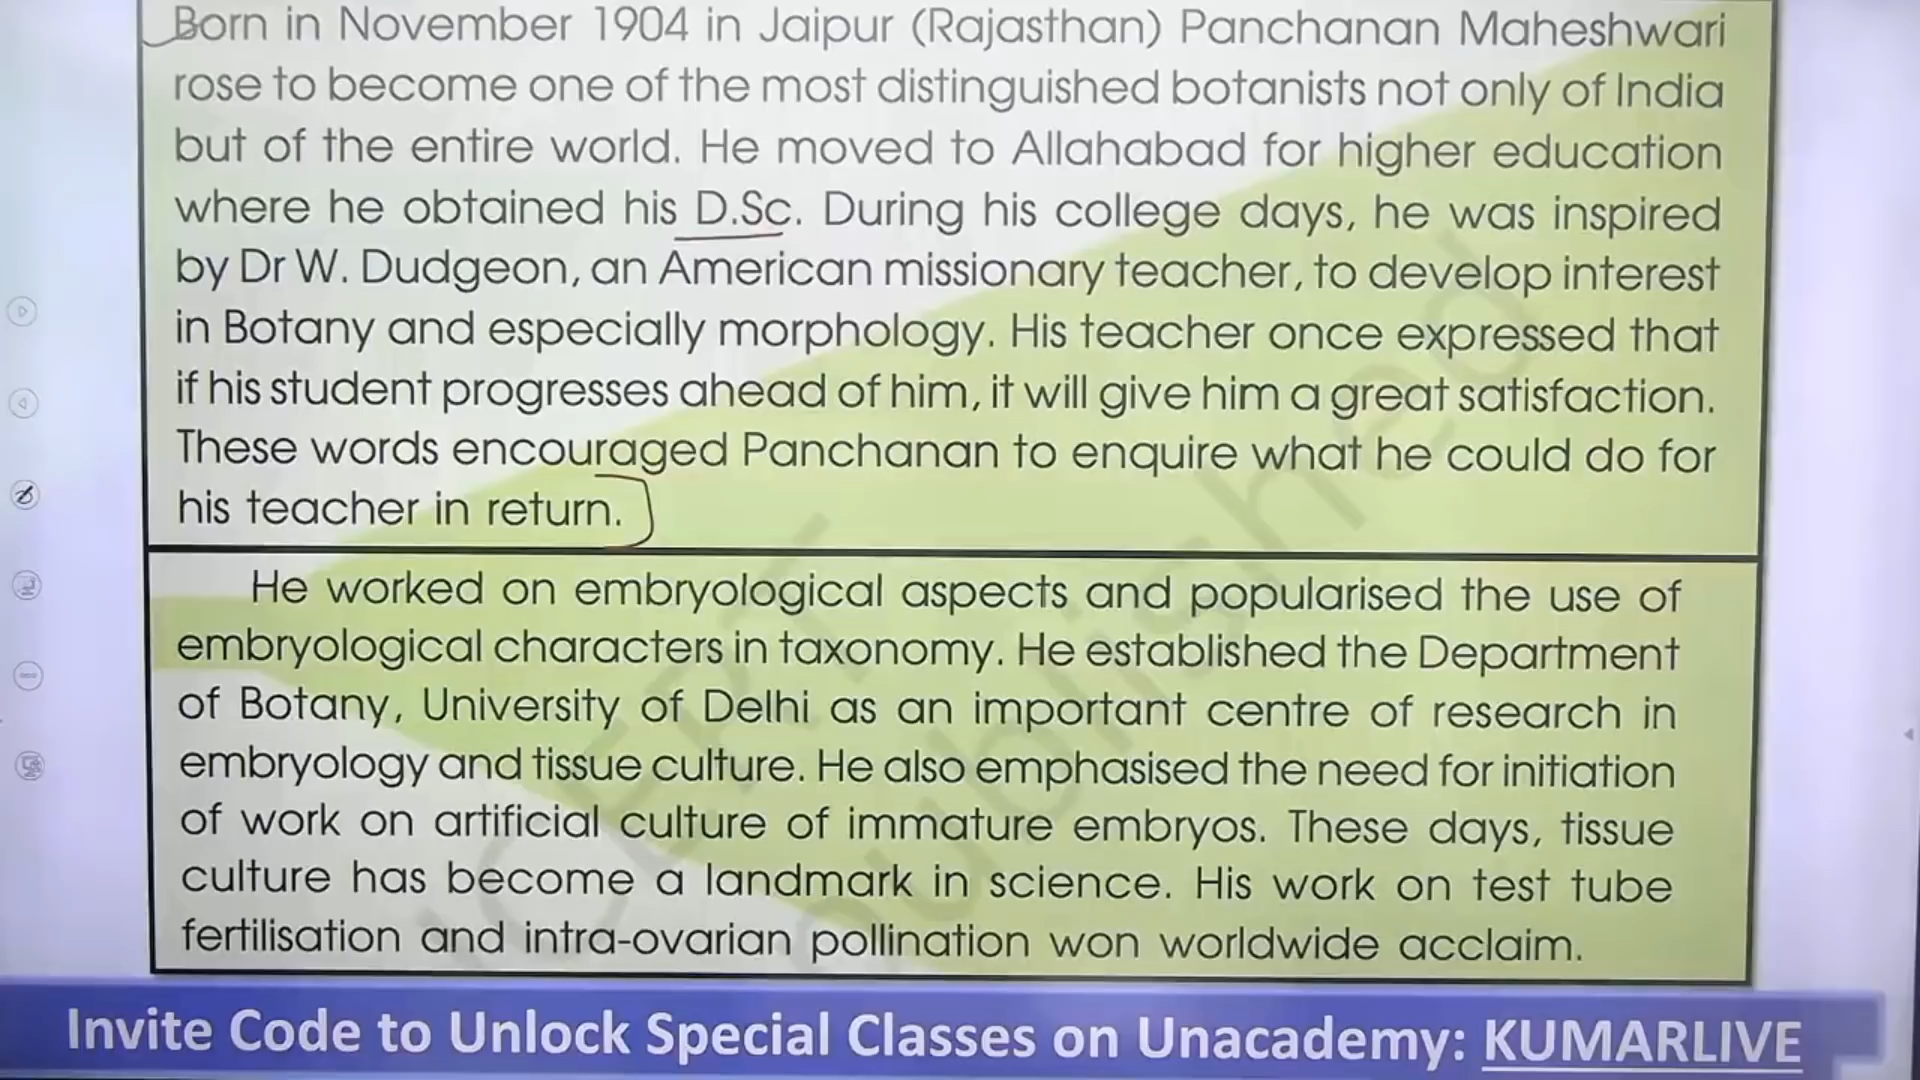 Born in November 1904 in Jaipur (Rajasthan) Panchanan Maheshwari
rose to become one of the most distinguished botanists not only of India
but of the entire world. He moved to Allahabad for higher education
where he obtained his D.Sc. During his college days, he was inspired
by Dr W. Dudgeon, an American missionary teacher, to develop interest
in Botany and especially morphology. His teacher once expressed that
if his student progresses ahead of him, it will give him a great satisfaction.
These words encouraged Panchanan to enquire what he could do for
his teacher in return.
He worked on embryological aspects and popularised the use of
embryological characters in taxonomy. He established the Department
of Botany, University of Delhi as an important centre of research in
embryology and tissue culture. He also emphasised the need for initiation
of work on artificial culture of immature embryos. These days, tissue
culture has become a landmark in science. His work on test tube
fertilisation and intra-ovarian pollination won worldwide acclaim.
Invite Code to Unlock Special Classes on Unacademy: KUMARLIVE